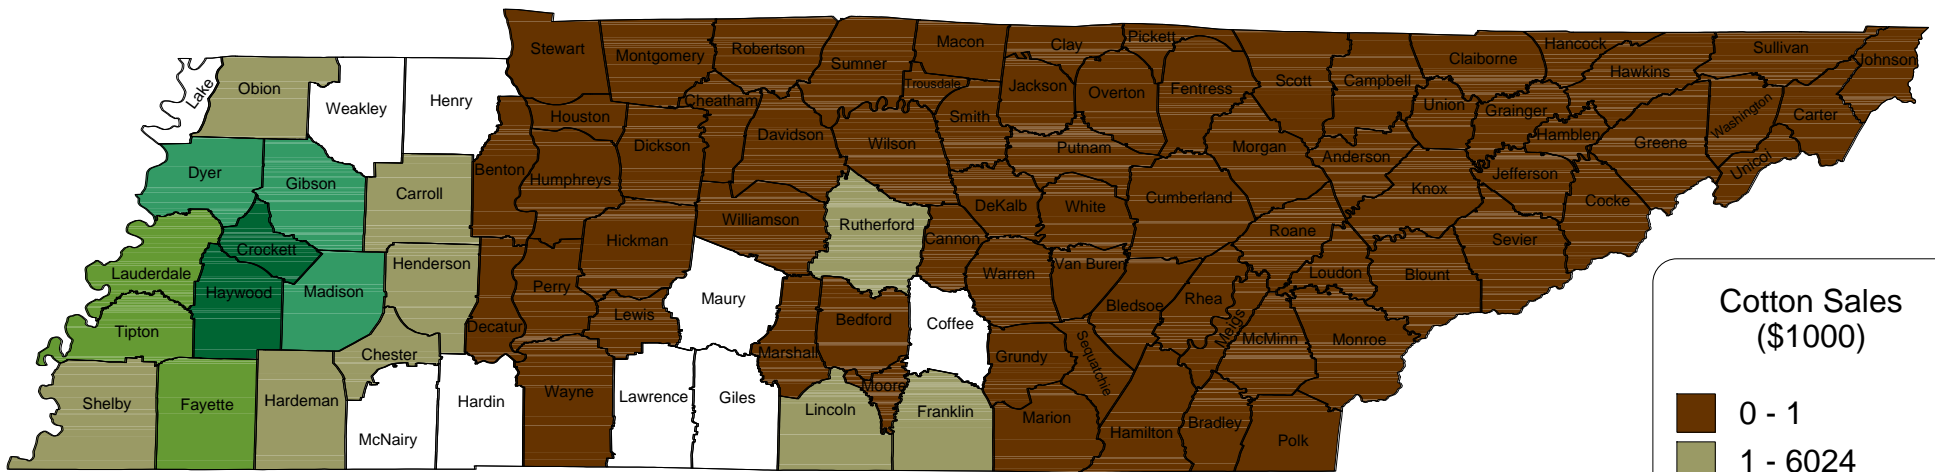 Stewart
Montgomery
Robertson
Sumner
Macon
Trousdale
Clay
Pickett
Jackson
Overton
Fentress
Scott
Campbell
Claiborne
Hancock
Hawkins
Sullivan
Johnson
Lake
Obion
Weakley
Henry
Houston
Cheatham
Smith
Union
Grainger
Hamblen
Washington
Carter
Dyer
Gibson
Carroll
Benton
Humphreys
Dickson
Davidson
Wilson
Putnam
Morgan
Anderson
Knox
Jefferson
Greene
Unicoi
Cocke
Crockett
Lauderdale
Haywood
Madison
Henderson
Decatur
Perry
Hickman
Williamson
Rutherford
Cannon
DeKalb
White
Cumberland
Roane
Loudon
Blount
Sevier
Tipton
Chester
Lewis
Maury
Marshall
Bedford
Coffee
Warren
Van Buren
Bledsoe
Rhea
Meigs
McMinn
Monroe
Shelby
Fayette
Hardeman
McNairy
Hardin
Wayne
Lawrence
Giles
Lincoln
Moore
Franklin
Grundy
Sequatchie
Marion
Hamilton
Bradley
Polk
Cotton Sales
($1000)
0 - 1
1 - 6024